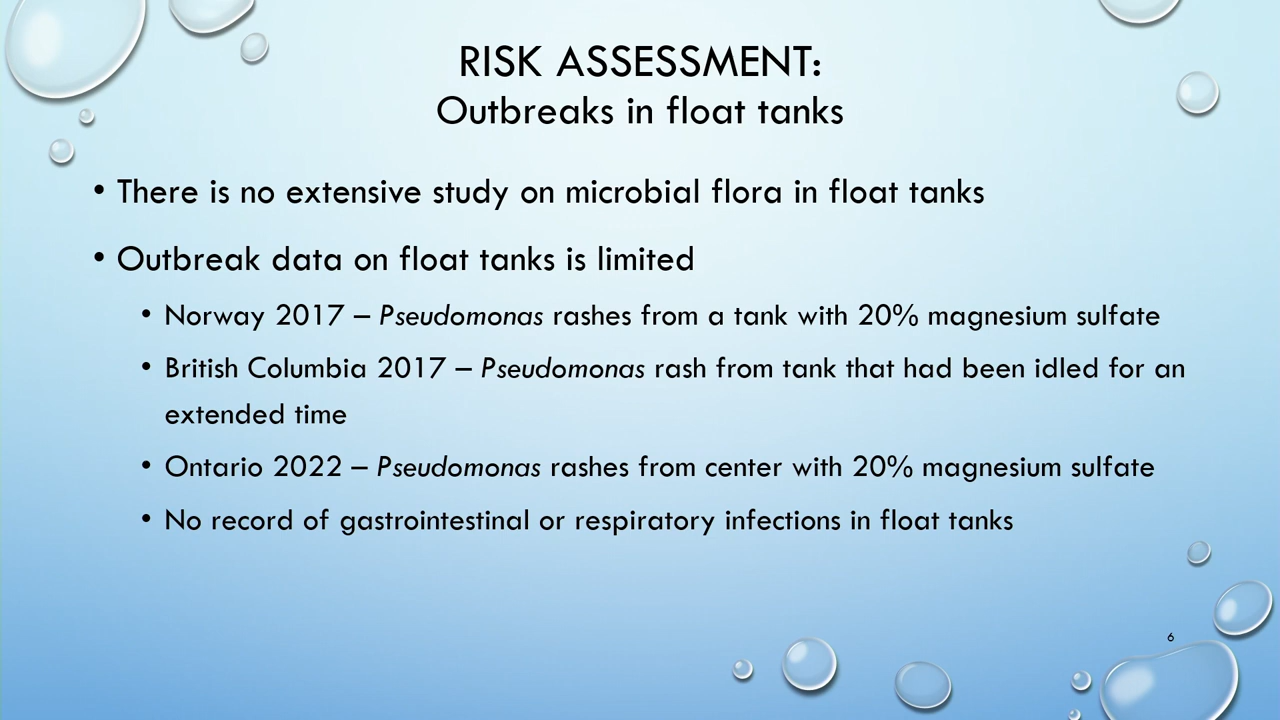 RISK ASSESSMENT:
Outbreaks in float tanks
• There is no extensive study on microbial flora in float tanks
• Outbreak data on float tanks is limited
• Norway 2017 – Pseudomonas rashes from a tank with 20% magnesium sulfate
• British Columbia 2017 – Pseudomonas rash from tank that had been idled for an
extended time
• Ontario 2022 – Pseudomonas rashes from center with 20% magnesium sulfate
• No record of gastrointestinal or respiratory infections in float tanks
6